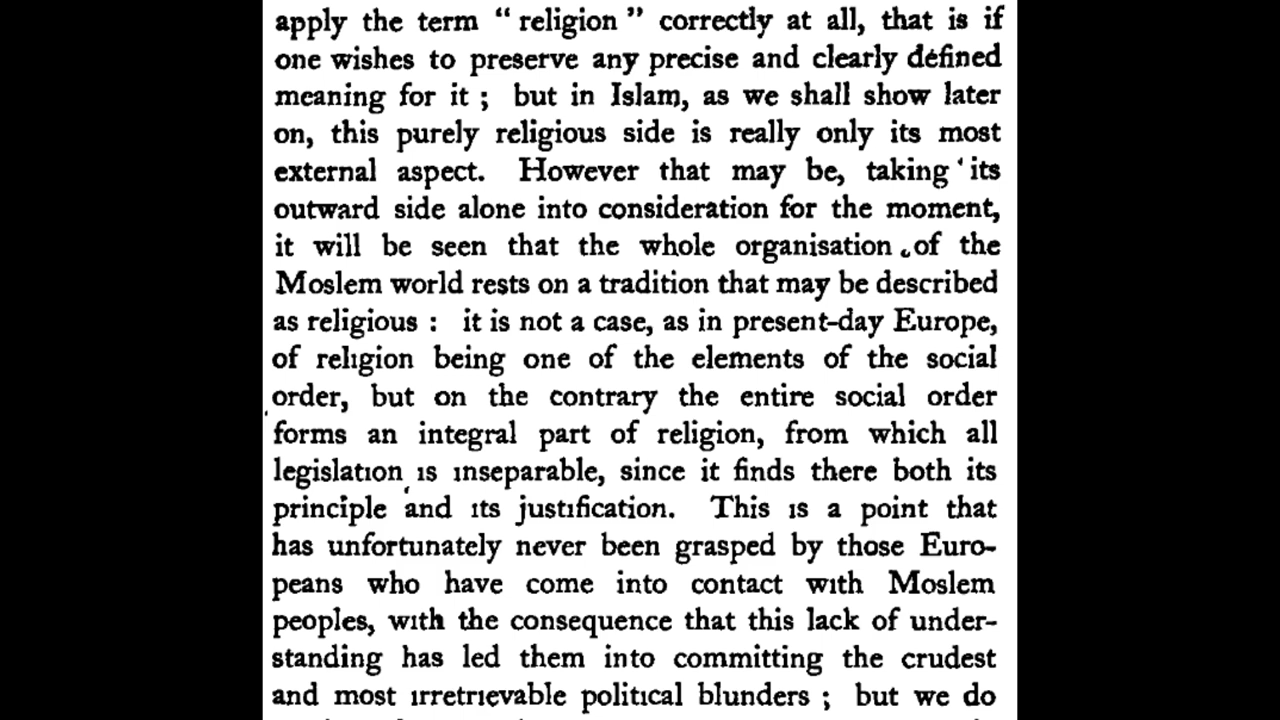 apply the term “ religion ” correctly at all, that is if
one wishes to preserve any precise and clearly defined
meaning for it ; but in Islam, as we shall show later
on, this purely religious side is really only its most
external aspect. However that may be, taking its
outward side alone into consideration for the moment,
it will be seen that the whole organisation of the
Moslem world rests on a tradition that may be described
as religious : it is not a case, as in present-day Europe,
of religion being one of the elements of the social
order, but on the contrary the entire social order
forms an integral part of religion, from which all
legislation is inseparable, since it finds there both its
principle and its justification. This is a point that
has unfortunately never been grasped by those Euro-
peans who have come into contact with Moslem
peoples, with the consequence that this lack of under-
standing has led them into committing the crudest
and most irretrievable political blunders ; but we do